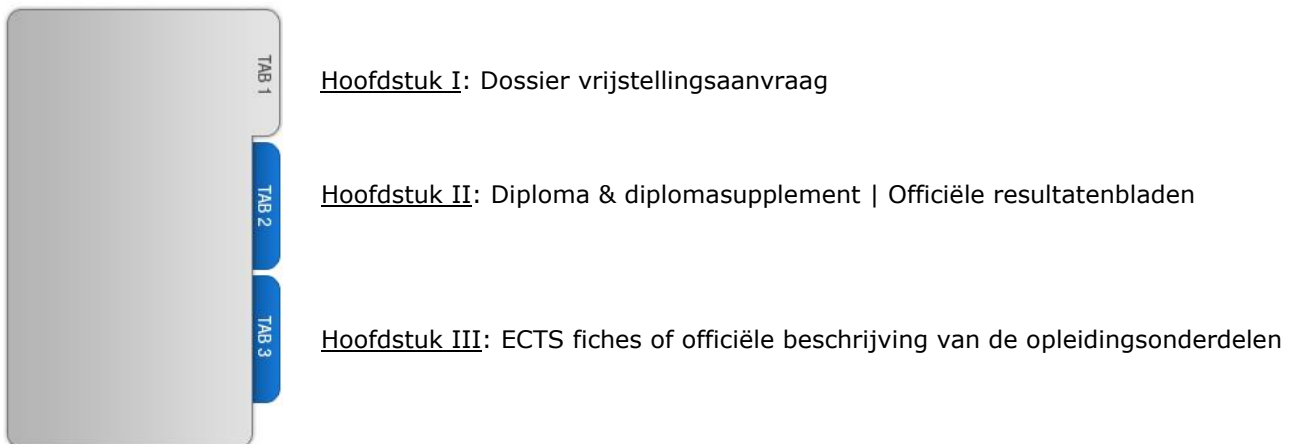 TAB 1
Hoofdstuk I: Dossier vrijstellingsaanvraag
TAB 2
Hoofdstuk II: Diploma & diplomasupplement | Officiële resultatenbladen
TAB 3
Hoofdstuk III: ECTS fiches of officiële beschrijving van de opleidingsonderdelen